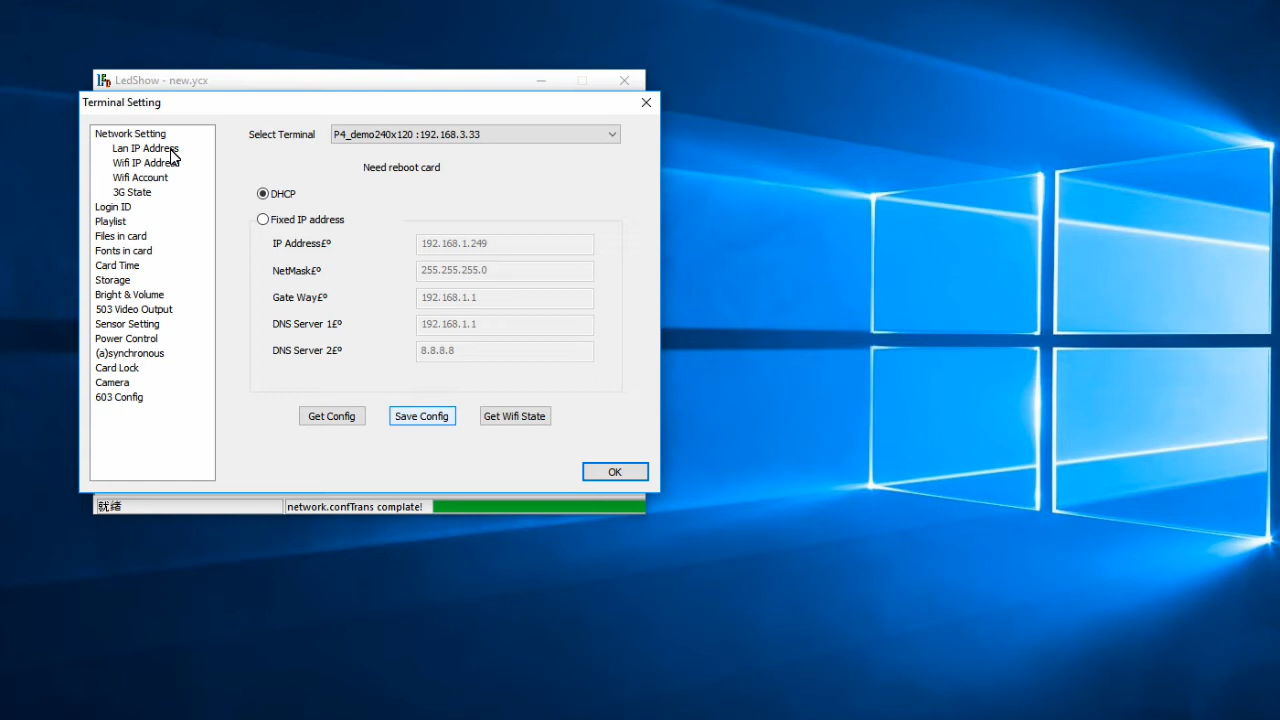 LedShow - new.ycx
Terminal Setting
Network Setting
Lan IP Address
Wifi IP Address
Wifi Account
3G State
Login ID
Playlist
Files in card
Fonts in card
Card Time
Storage
Bright & Volume
503 Video Output
Sensor Setting
Power Control
(a)synchronous
Card Lock
Camera
603 Config
Select Terminal P4_demo240x120 :192.168.3.33
Need reboot card
DHCP
Fixed IP address
IP Address£º 192.168.1.249
NetMask£º 255.255.255.0
Gate Way£º 192.168.1.1
DNS Server 1£º 192.168.1.1
DNS Server 2£º 8.8.8.8
Get Config Save Config Get Wifi State
OK
就绪 network.confTrans complate!